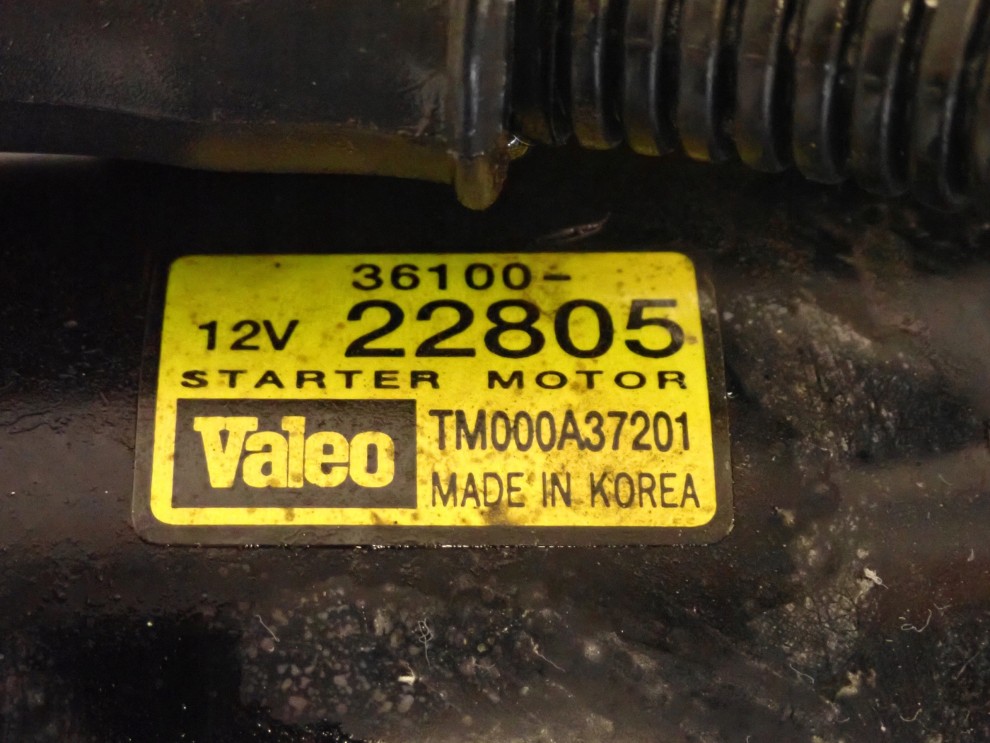 36100-
12V 22805
STARTER MOTOR
Valeo TM000A37201
MADE IN KOREA